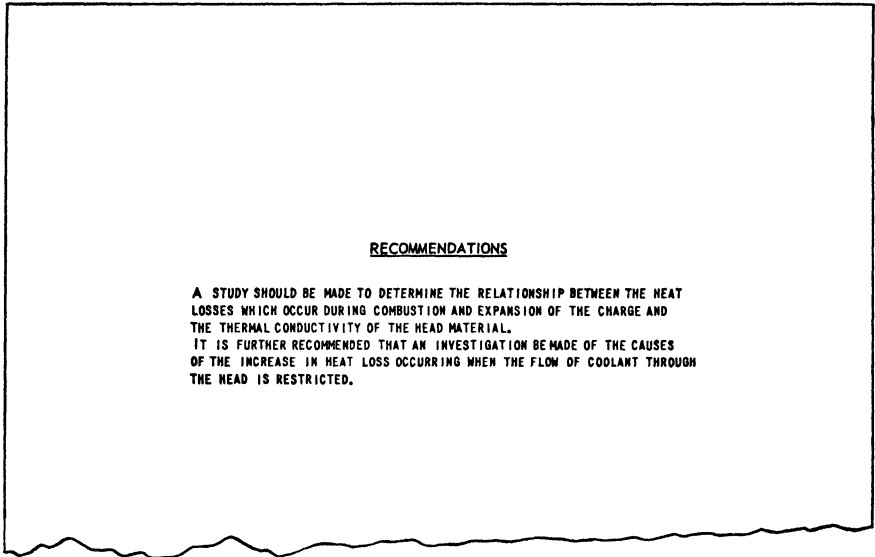 RECOMMENDATIONS
A STUDY SHOULD BE MADE TO DETERMINE THE RELATIONSHIP BETWEEN THE HEAT
LOSSES WHICH OCCUR DURING COMBUSTION AND EXPANSION OF THE CHARGE AND
THE THERMAL CONDUCTIVITY OF THE HEAD MATERIAL.
IT IS FURTHER RECOMMENDED THAT AN INVESTIGATION BE MADE OF THE CAUSES
OF THE INCREASE IN HEAT LOSS OCCURRING WHEN THE FLOW OF COOLANT THROUGH
THE HEAD IS RESTRICTED.